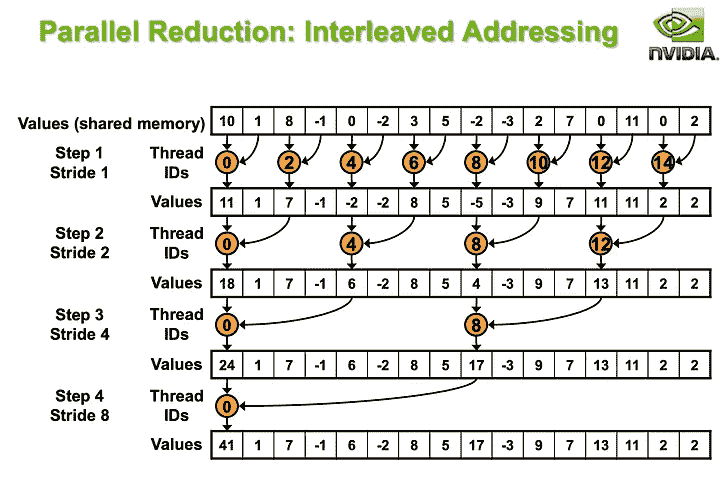 Parallel Reduction: Interleaved Addressing
NVIDIA.
Values (shared memory) 10 1 8 -1 0 -2 3 5 -2 -3 2 7 0 11 0 2
Step 1 Stride 1 Thread IDs 0 2 4 6 8 10 12 14
Values 11 1 7 -1 -2 -2 8 5 -5 -3 9 7 11 11 2 2
Step 2 Stride 2 Thread IDs 0 4 8 12
Values 18 1 7 -1 6 -2 8 5 4 -3 9 7 13 11 2 2
Step 3 Stride 4 Thread IDs 0 8
Values 24 1 7 -1 6 -2 8 5 17 -3 9 7 13 11 2 2
Step 4 Stride 8 Thread IDs 0
Values 41 1 7 -1 6 -2 8 5 17 -3 9 7 13 11 2 2